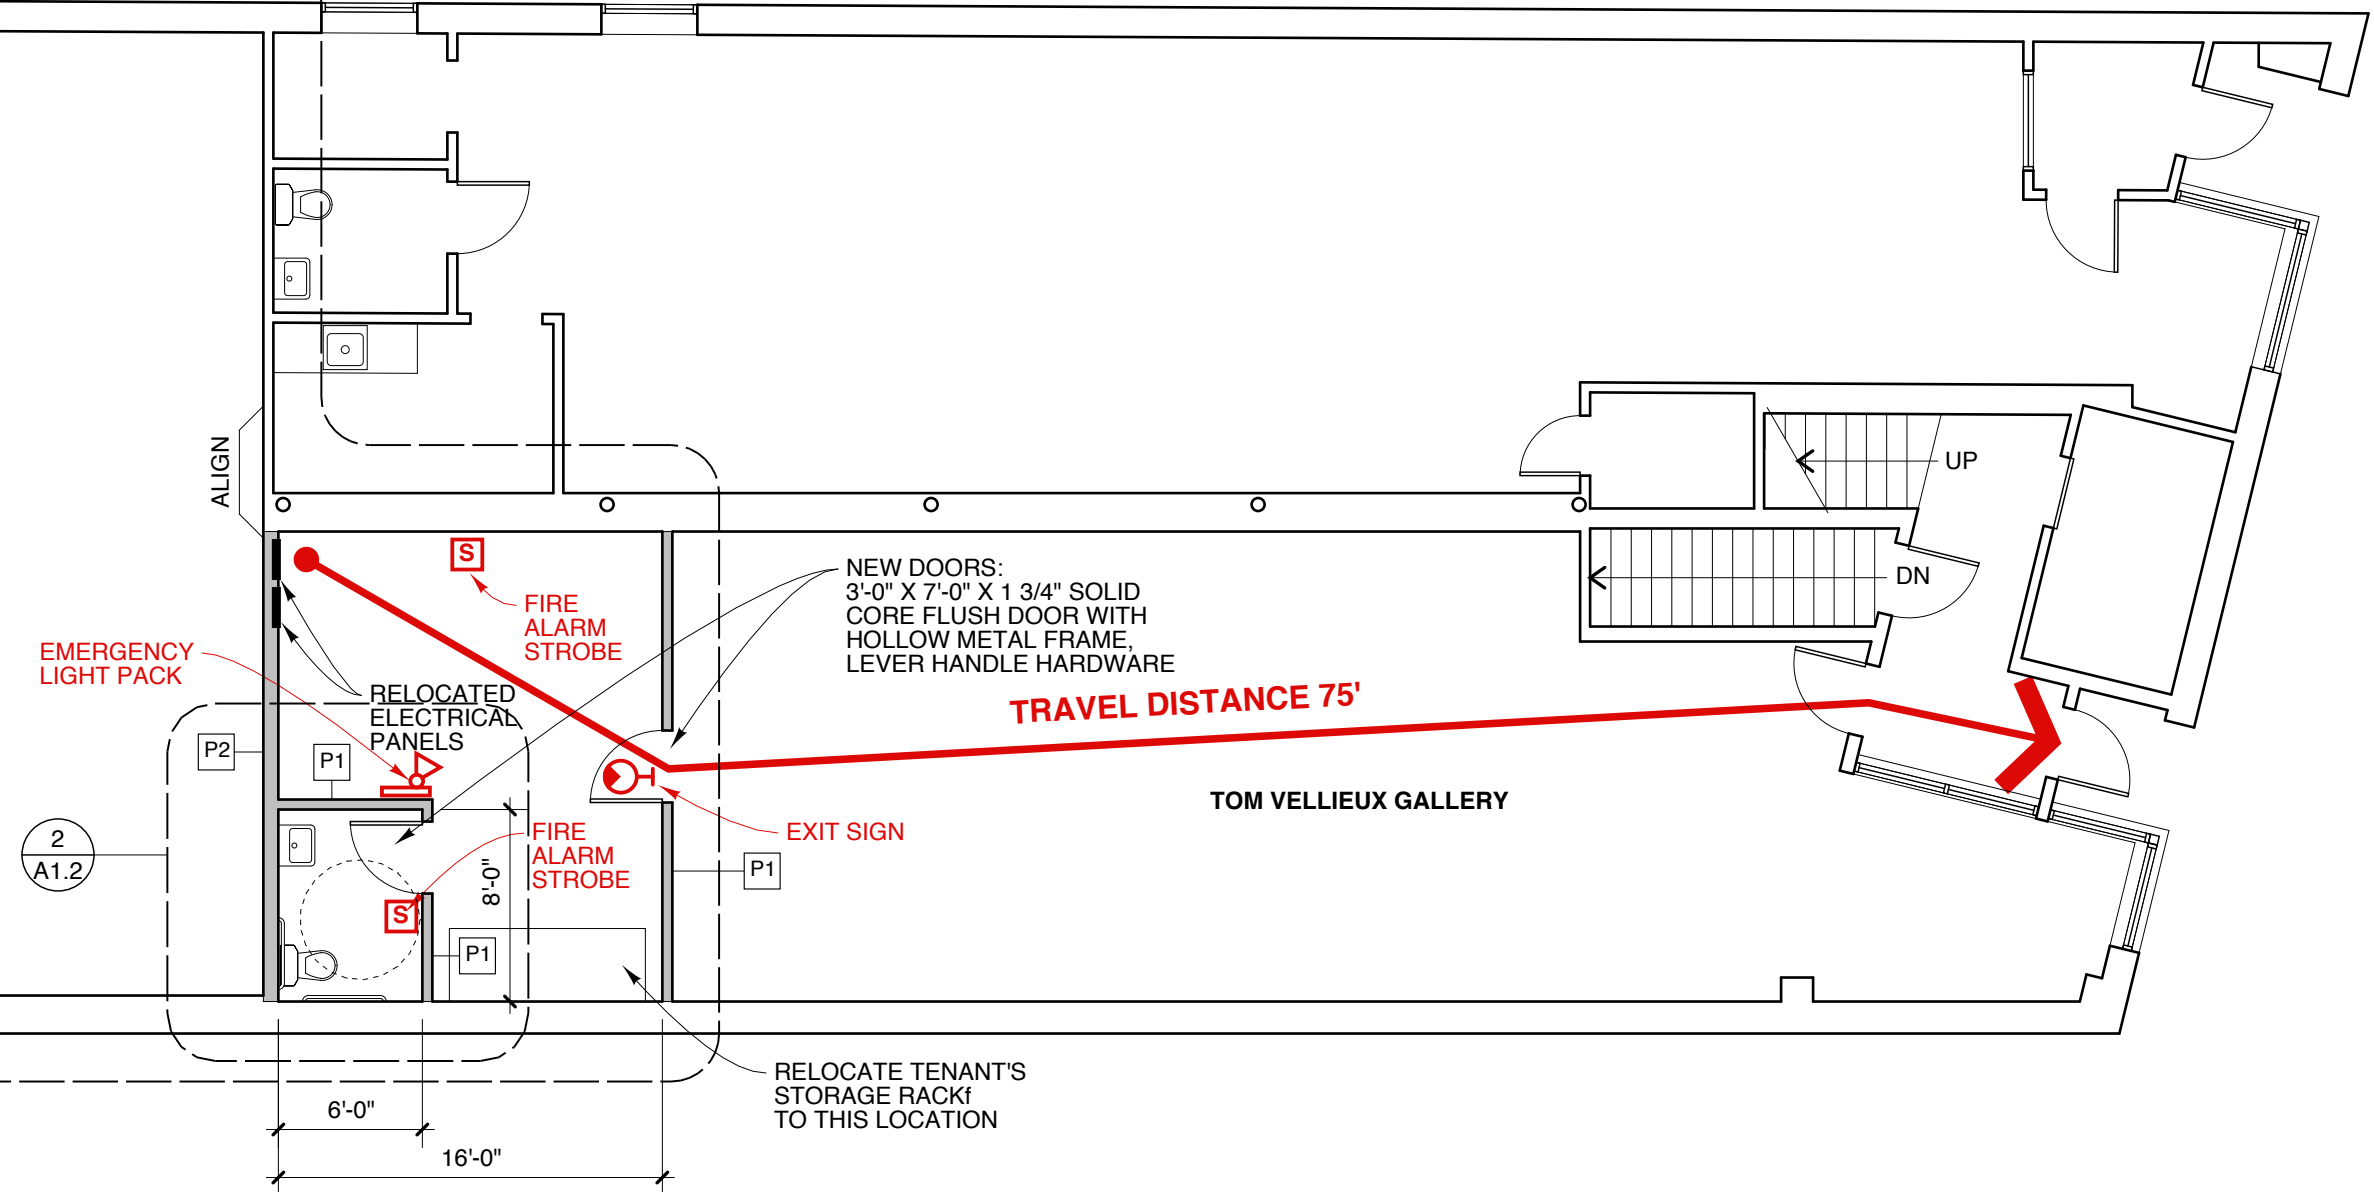 UP
ALIGN
S
FIRE
ALARM
STROBE
NEW DOORS:
3'-0" X 7'-0" X 1 3/4" SOLID
CORE FLUSH DOOR WITH
HOLLOW METAL FRAME,
LEVER HANDLE HARDWARE
DN
EMERGENCY
LIGHT PACK
RELOCATED
ELECTRICAL
PANELS
TRAVEL DISTANCE 75'
P2
P1
TOM VELLIEUX GALLERY
EXIT SIGN
2
A1.2
FIRE
ALARM
STROBE
8'-0"
P1
S
P1
RELOCATE TENANT'S
STORAGE RACKf
TO THIS LOCATION
6'-0"
16'-0"